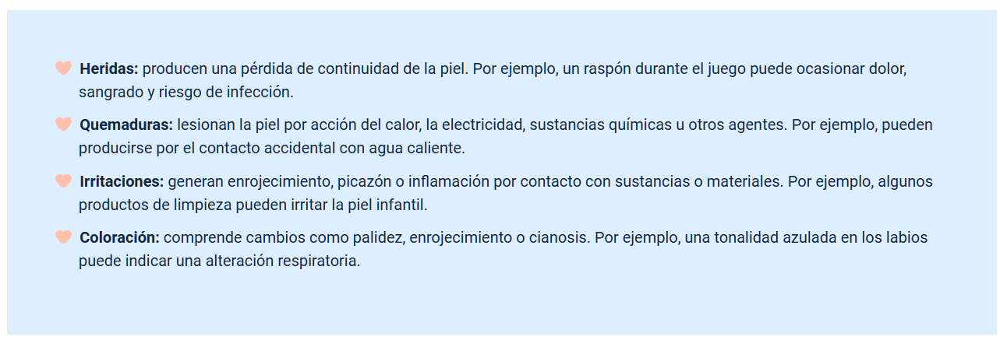 Heridas: producen una pérdida de continuidad de la piel. Por ejemplo, un raspón durante el juego puede ocasionar dolor,
sangrado y riesgo de infección.
Quemaduras: lesionan la piel por acción del calor, la electricidad, sustancias químicas u otros agentes. Por ejemplo, pueden
producirse por el contacto accidental con agua caliente.
Irritaciones: generan enrojecimiento, picazón o inflamación por contacto con sustancias o materiales. Por ejemplo, algunos
productos de limpieza pueden irritar la piel infantil.
Coloración: comprende cambios como palidez, enrojecimiento o cianosis. Por ejemplo, una tonalidad azulada en los labios
puede indicar una alteración respiratoria.